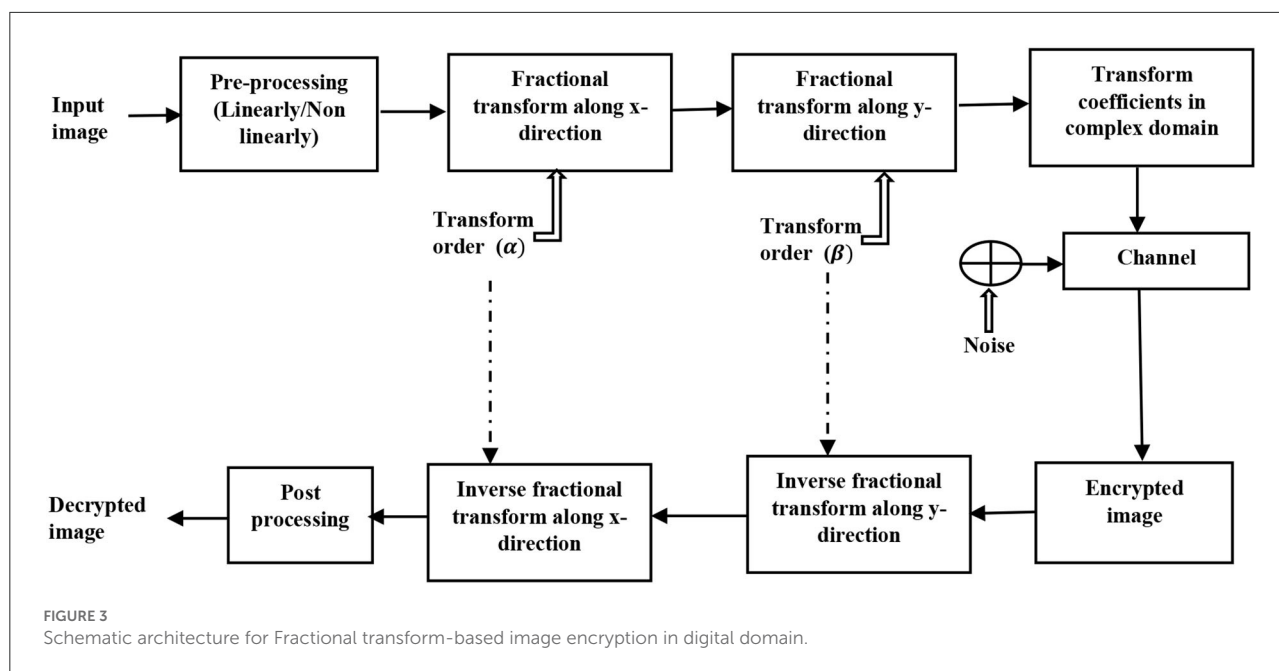 Input
image
Pre-processing
(Linearly/Non
linearly)
Fractional
transform along x-
direction
Fractional
transform along y-
direction
Transform
coefficients in
complex domain
Transform
order (α)
Transform
order (β)
Channel
Noise
Decrypted
image
Post
processing
Inverse fractional
transform along x-
direction
Inverse fractional
transform along y-
direction
Encrypted
image
FIGURE 3
Schematic architecture for Fractional transform-based image encryption in digital domain.